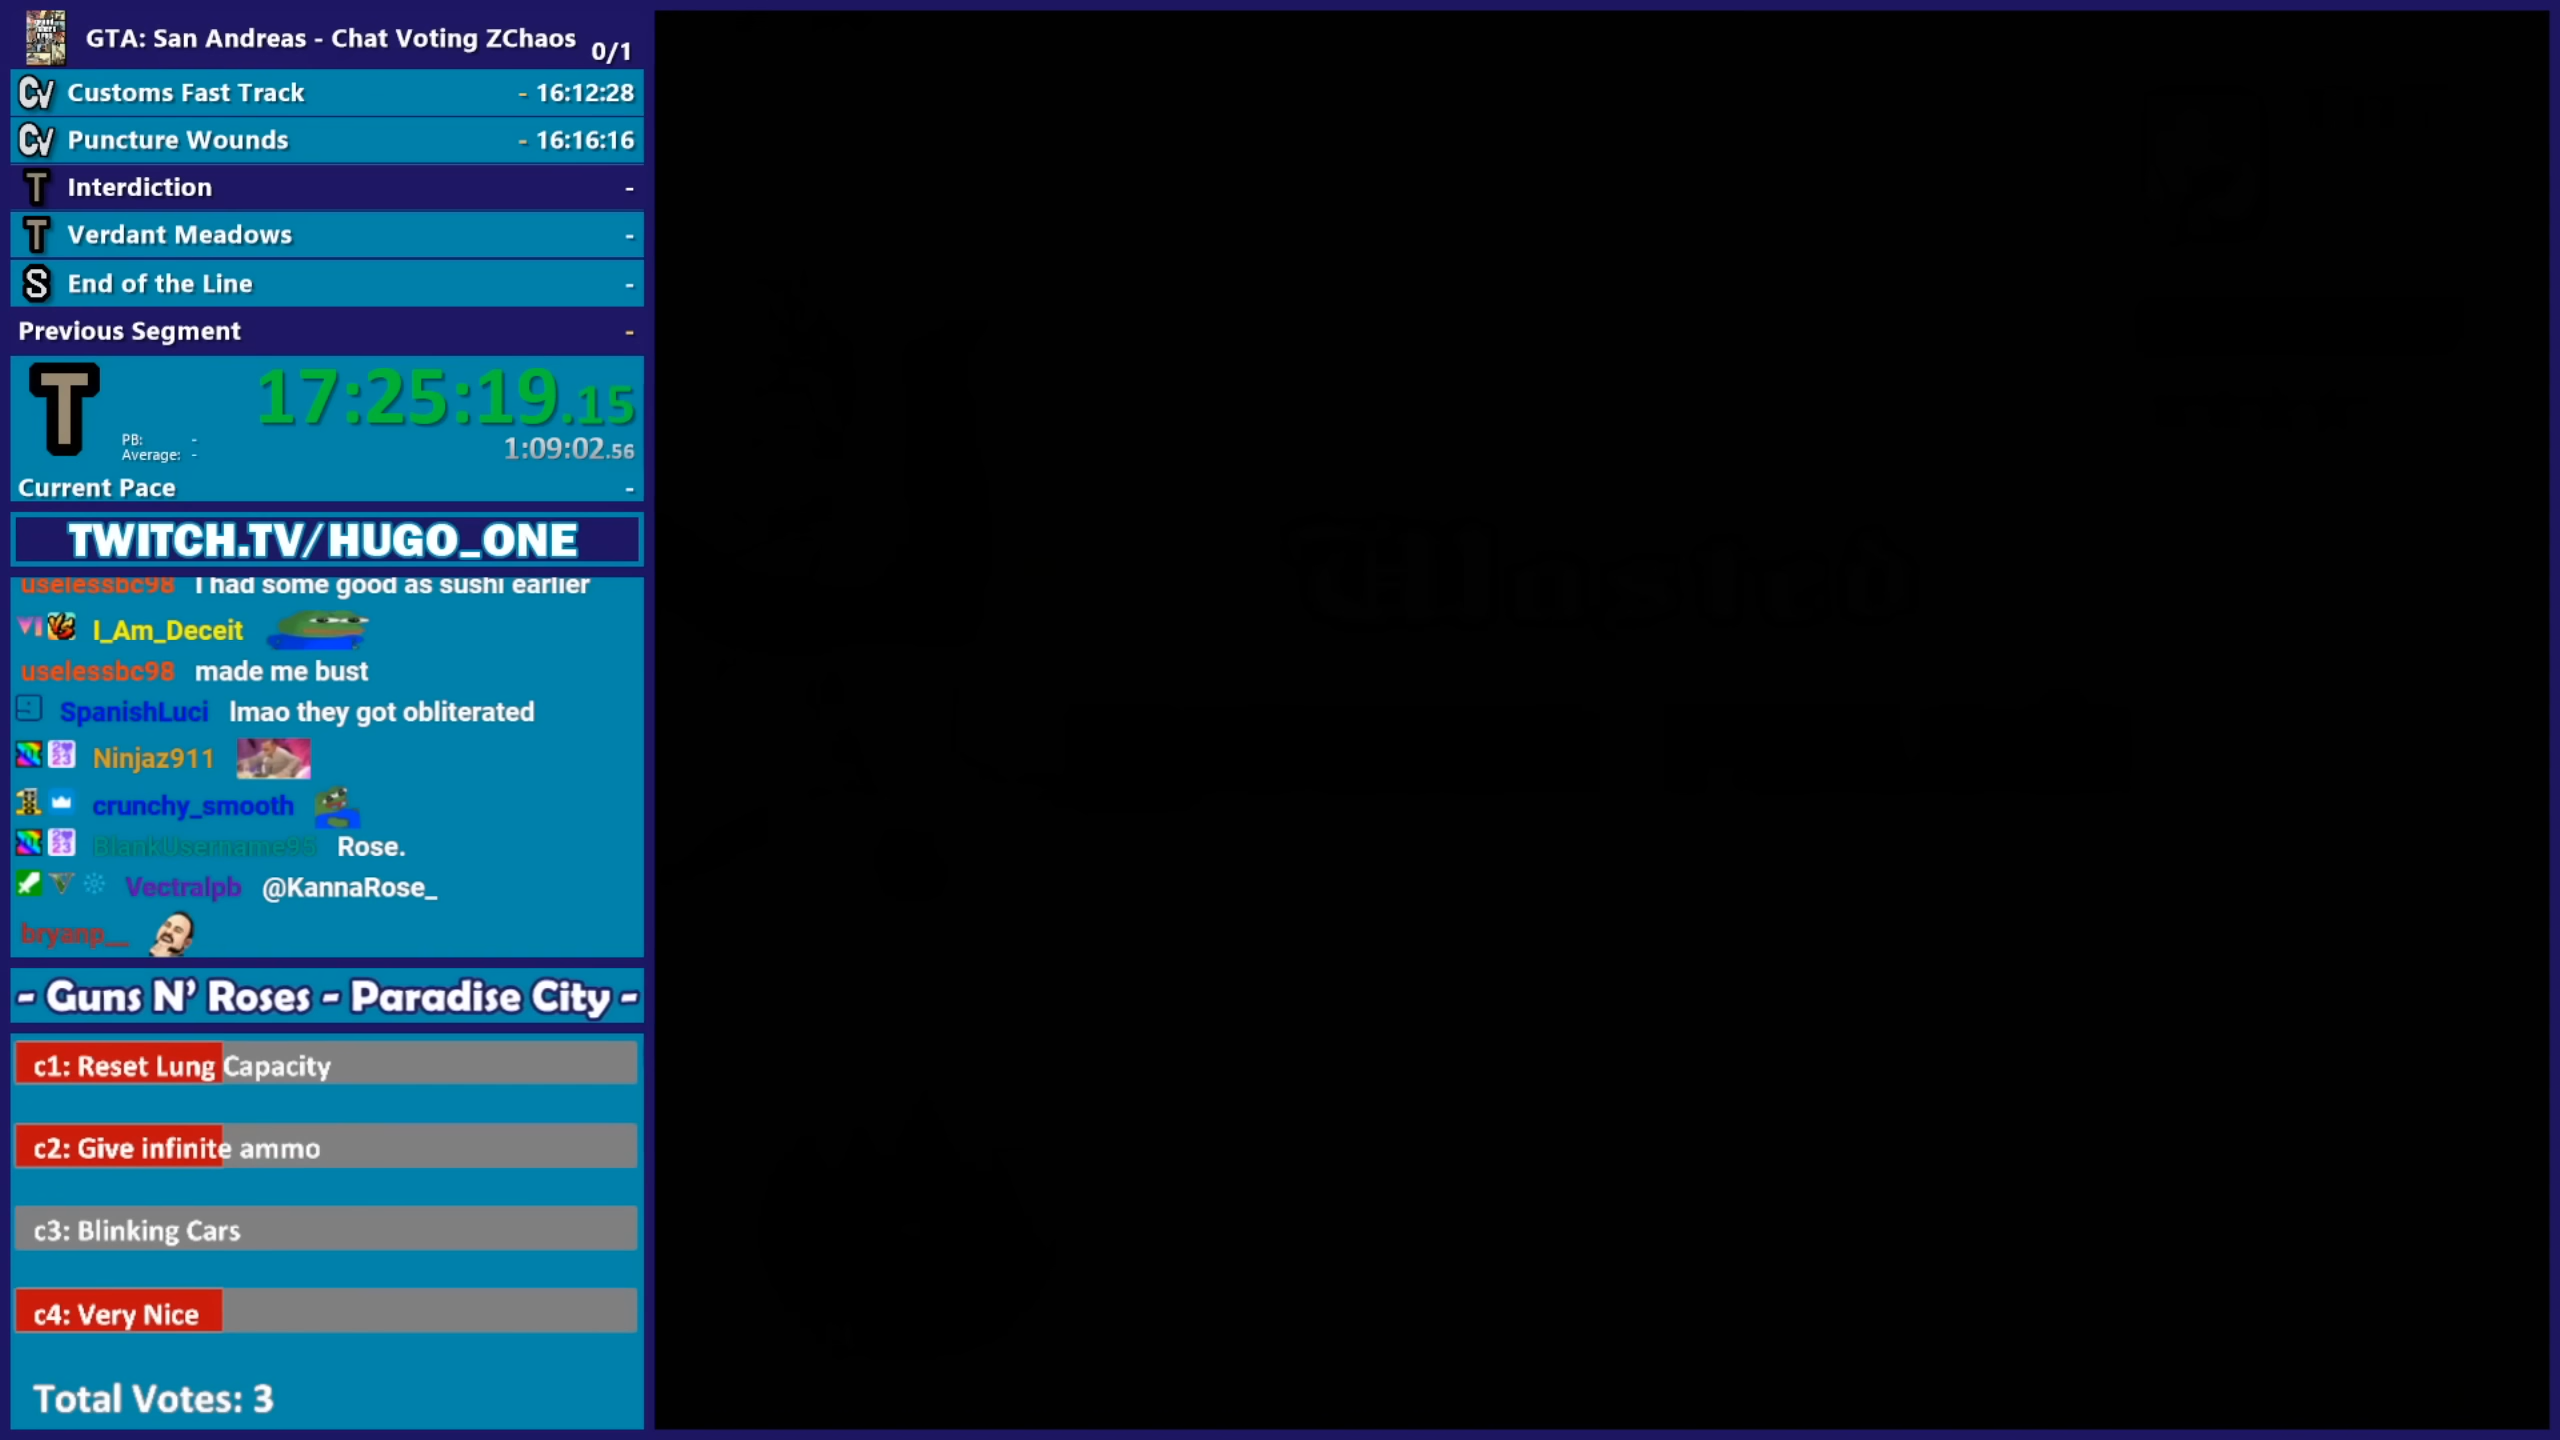 GTA: San Andreas - Chat Voting ZChaos 0/1
Customs Fast Track - 16:12:28
Puncture Wounds - 16:16:16
Interdiction -
Verdant Meadows -
End of the Line -
Previous Segment -
17:25:19.15
PB: -
1:09:02.56
Average: -
Current Pace -
TWITCH.TV/HUGO_ONE
uselessbc98 I had some good as sushi earlier
I_Am_Deceit
uselessbc98 made me bust
SpanishLuci lmao they got obliterated
Ninjaz911
crunchy_smooth
BlankUsername95 Rose.
Vectralpb @KannaRose_
bryanp__
- Guns N' Roses - Paradise City -
c1: Reset Lung Capacity
c2: Give infinite ammo
c3: Blinking Cars
c4: Very Nice
Total Votes: 3
Wasted